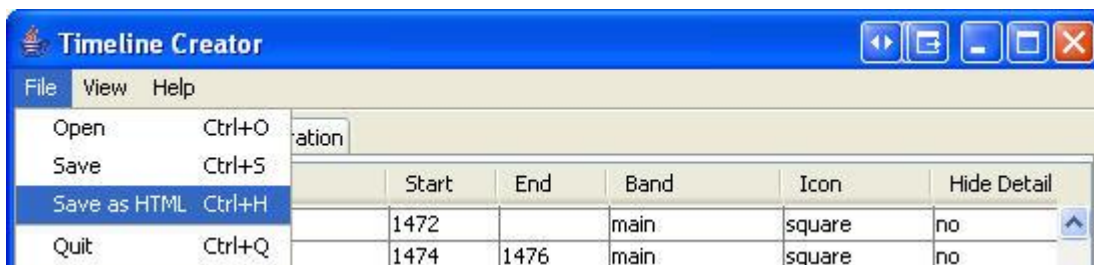 Timeline Creator
File View Help
Open Ctrl+O
ation
Save Ctrl+S
Start End Band Icon Hide Detail
Save as HTML Ctrl+H
1472 main square no
Quit Ctrl+Q
1474 1476 main square no